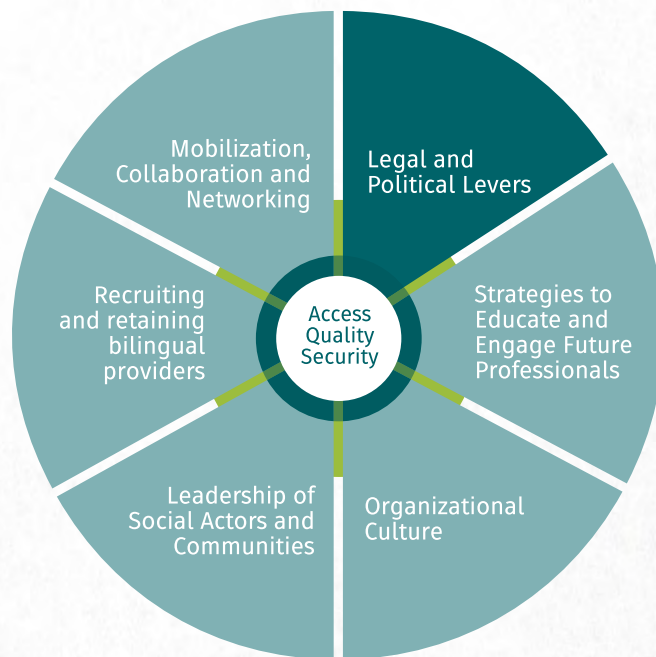 Mobilization,
Collaboration and
Networking
Legal and
Political Levers
Recruiting
and retaining
bilingual
providers
Access
Quality
Security
Strategies to
Educate and
Engage Future
Professionals
Leadership of
Social Actors and
Communities
Organizational
Culture